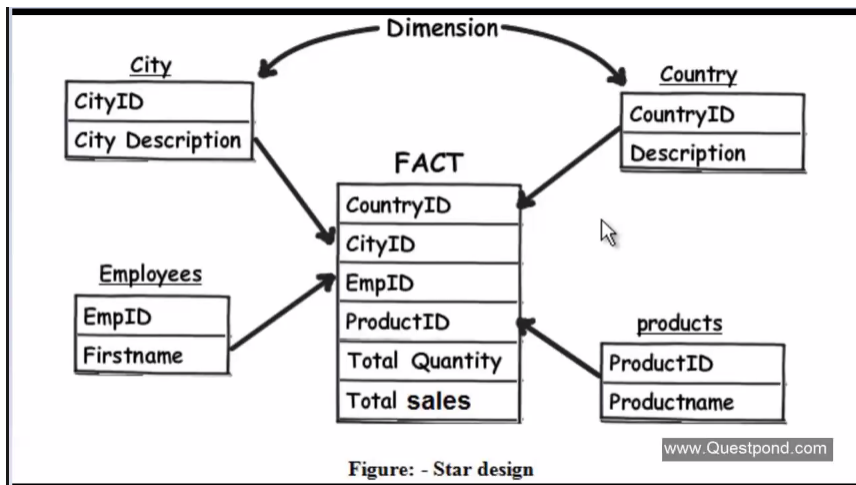 Dimension
City
CityID
City Description
Country
CountryID
Description
FACT
CountryID
CityID
EmpID
ProductID
Total Quantity
Total sales
Employees
EmpID
Firstname
products
ProductID
Productname
www.Questpond.com
Figure: - Star design